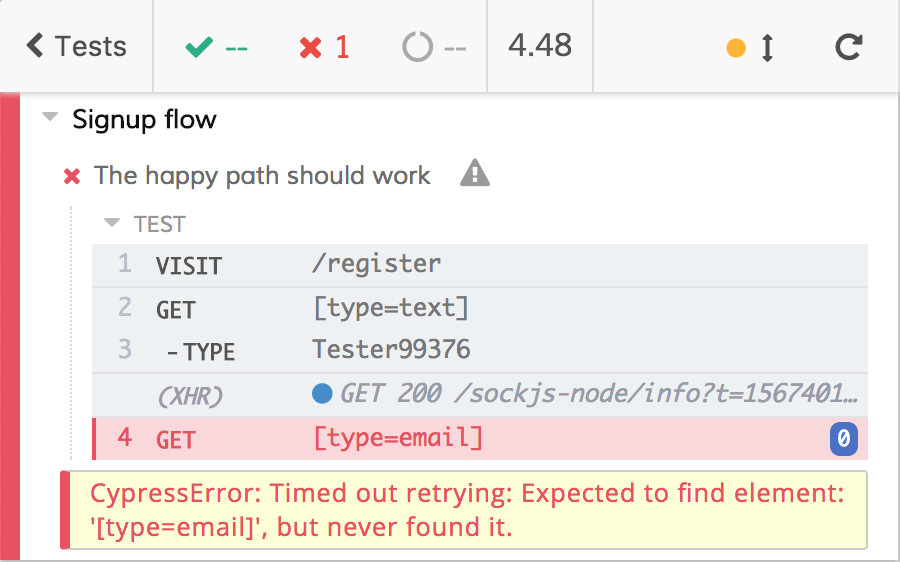 Tests -- 1 -- 4.48
Signup flow
The happy path should work
TEST
1 VISIT /register
2 GET [type=text]
3 -TYPE Tester99376
(XHR) GET 200 /sockjs-node/info?t=1567401…
4 GET [type=email] 0
CypressError: Timed out retrying: Expected to find element:
'[type=email]', but never found it.